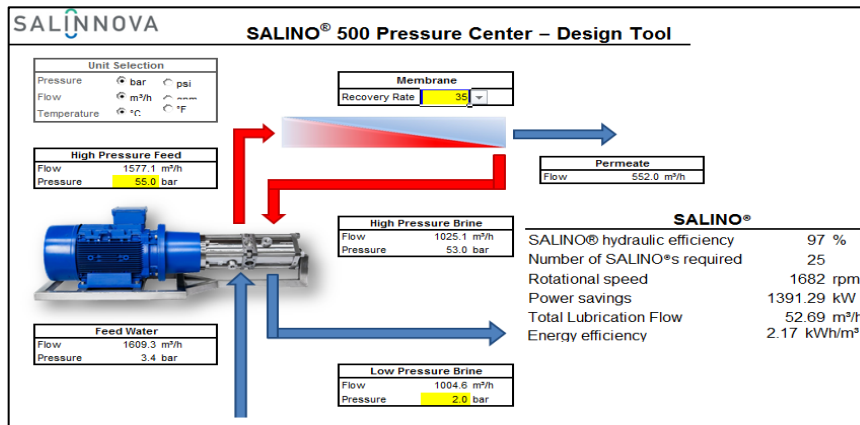 SALINNOVA
SALINO® 500 Pressure Center – Design Tool
Unit Selection
Pressure bar psi
Flow m³/h
Temperature °C °F
Membrane
Recovery Rate 35
High Pressure Feed
Flow 1577.1 m³/h
Pressure 55.0 bar
Permeate
Flow 552.0 m³/h
High Pressure Brine
Flow 1025.1 m³/h
Pressure 53.0 bar
SALINO®
SALINO® hydraulic efficiency 97 %
Number of SALINO®s required 25
Rotational speed 1682 rpm
Power savings 1391.29 kW
Total Lubrication Flow 52.69 m³/h
Energy efficiency 2.17 kWh/m³
Feed Water
Flow 1609.3 m³/h
Pressure 3.4 bar
Low Pressure Brine
Flow 1004.6 m³/h
Pressure 2.0 bar